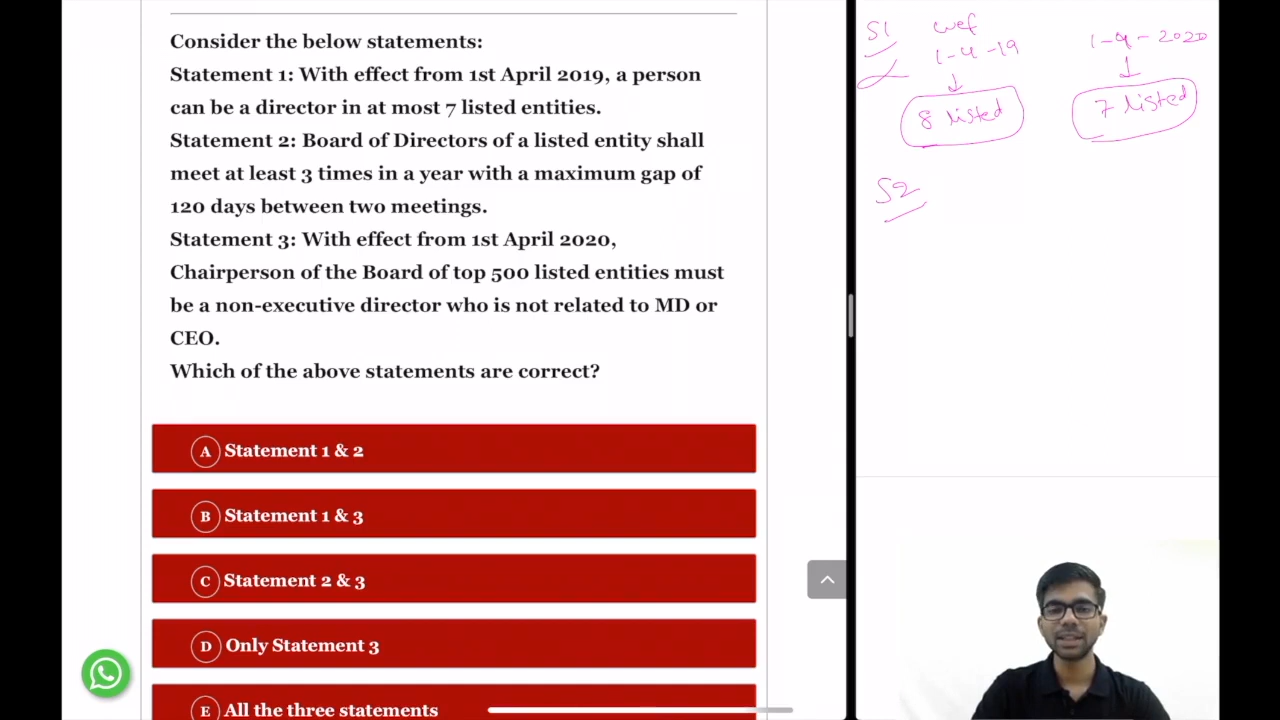 Consider the below statements:
Statement 1: With effect from 1st April 2019, a person
can be a director in at most 7 listed entities.
Statement 2: Board of Directors of a listed entity shall
meet at least 3 times in a year with a maximum gap of
120 days between two meetings.
Statement 3: With effect from 1st April 2020,
Chairperson of the Board of top 500 listed entities must
be a non-executive director who is not related to MD or
CEO.
Which of the above statements are correct?
A Statement 1 & 2
B Statement 1 & 3
C Statement 2 & 3
D Only Statement 3
E All the three statements
S1 wef
1-4-19
8 listed
1-4-2020
7 listed
S2